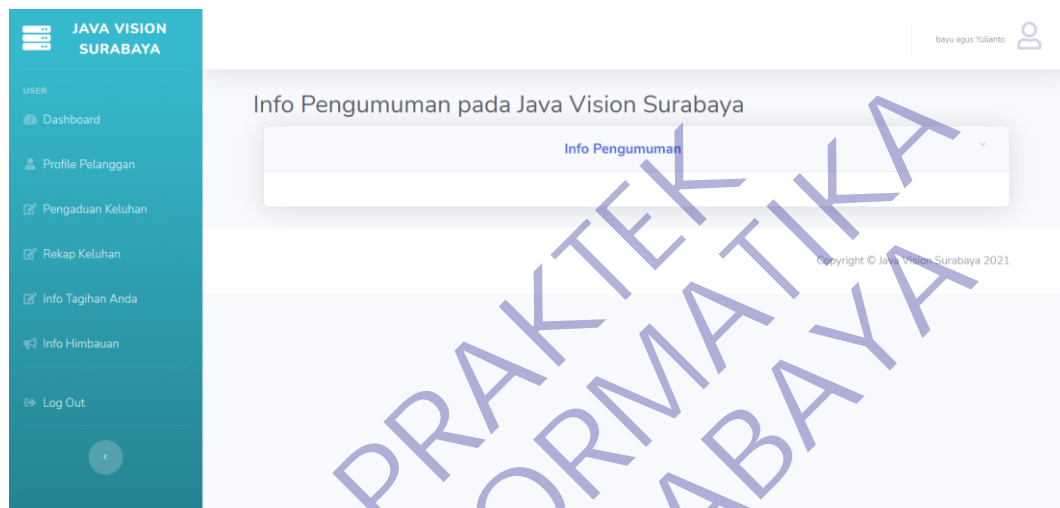 JAVA VISION
SURABAYA
bayu agus Yulianto
USER
Dashboard
Profile Pelanggan
Pengaduan Keluhan
Rekap Keluhan
Info Tagihan Anda
Info Himbauan
Log Out
Info Pengumuman pada Java Vision Surabaya
Info Pengumuman
Copyright © Java Vision Surabaya 2021
PRAKTEK
ORMATIKA
ABAYA